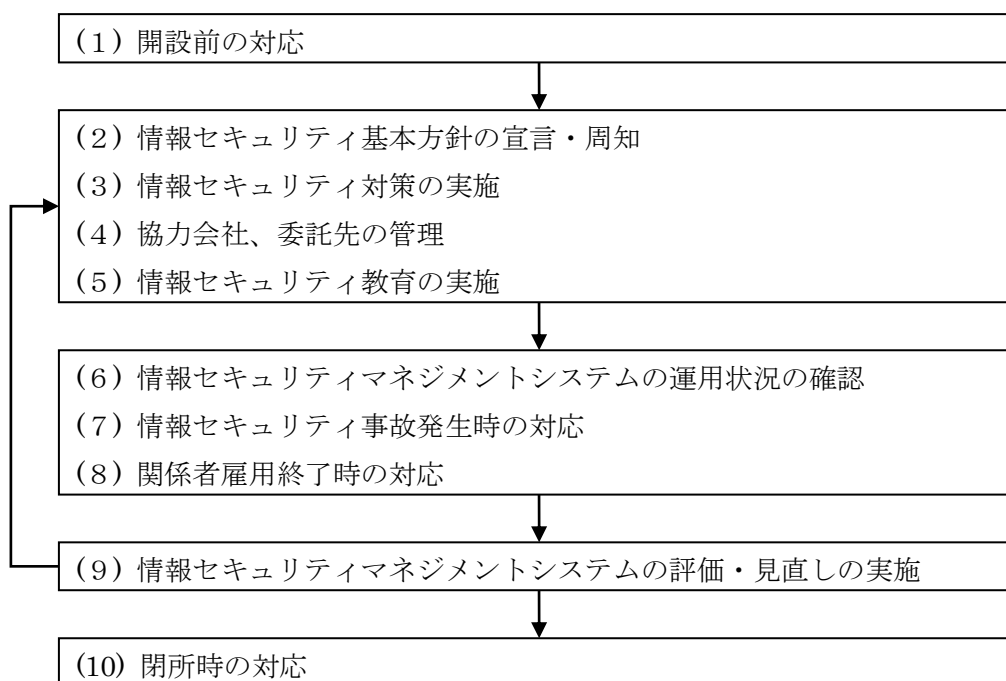 (1) 開設前の対応
(2) 情報セキュリティ基本方針の宣言・周知
(3) 情報セキュリティ対策の実施
(4) 協力会社、委託先の管理
(5) 情報セキュリティ教育の実施
(6) 情報セキュリティマネジメントシステムの運用状況の確認
(7) 情報セキュリティ事故発生時の対応
(8) 関係者雇用終了時の対応
(9) 情報セキュリティマネジメントシステムの評価・見直しの実施
(10) 閉所時の対応